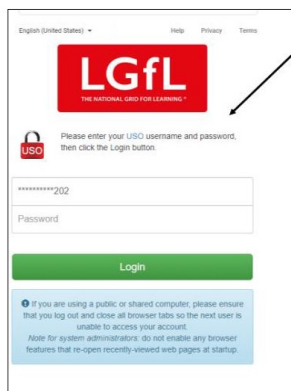 English (United States)
Help Privacy Terms
LGfL
THE NATIONAL GRID FOR LEARNING
USO
Please enter your USO username and password,
then click the Login button.
**********202
Password
Login
If you are using a public or shared computer, please ensure
that you log out and close all browser tabs so the next user is
unable to access your account.
Note for system administrators: do not enable any browser
features that re-open recently-viewed web pages at startup.